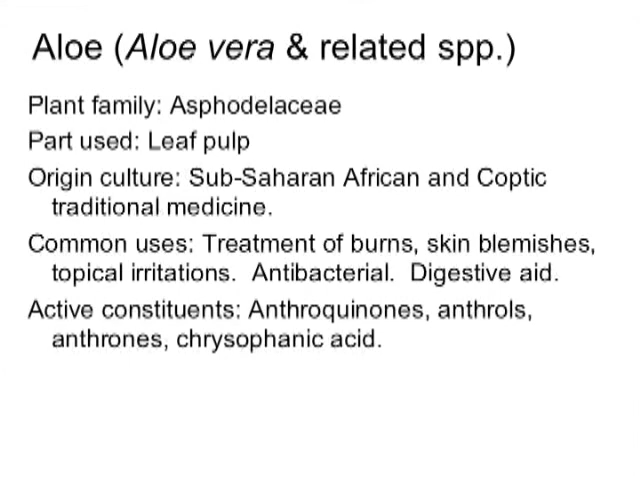 Aloe (Aloe vera & related spp.)
Plant family: Asphodelaceae
Part used: Leaf pulp
Origin culture: Sub-Saharan African and Coptic
traditional medicine.
Common uses: Treatment of burns, skin blemishes,
topical irritations. Antibacterial. Digestive aid.
Active constituents: Anthroquinones, anthrols,
anthrones, chrysophanic acid.